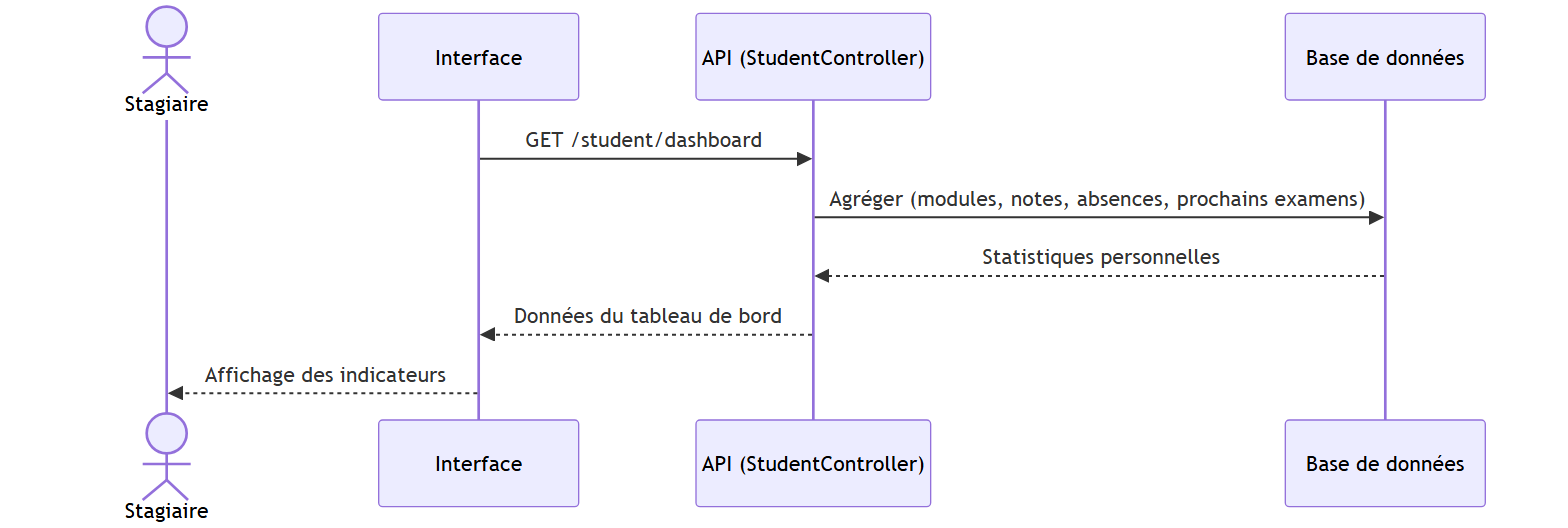 Stagiaire
Interface
API (StudentController)
Base de données
GET /student/dashboard
Agréger (modules, notes, absences, prochains examens)
Statistiques personnelles
Données du tableau de bord
Affichage des indicateurs
Stagiaire
Interface
API (StudentController)
Base de données